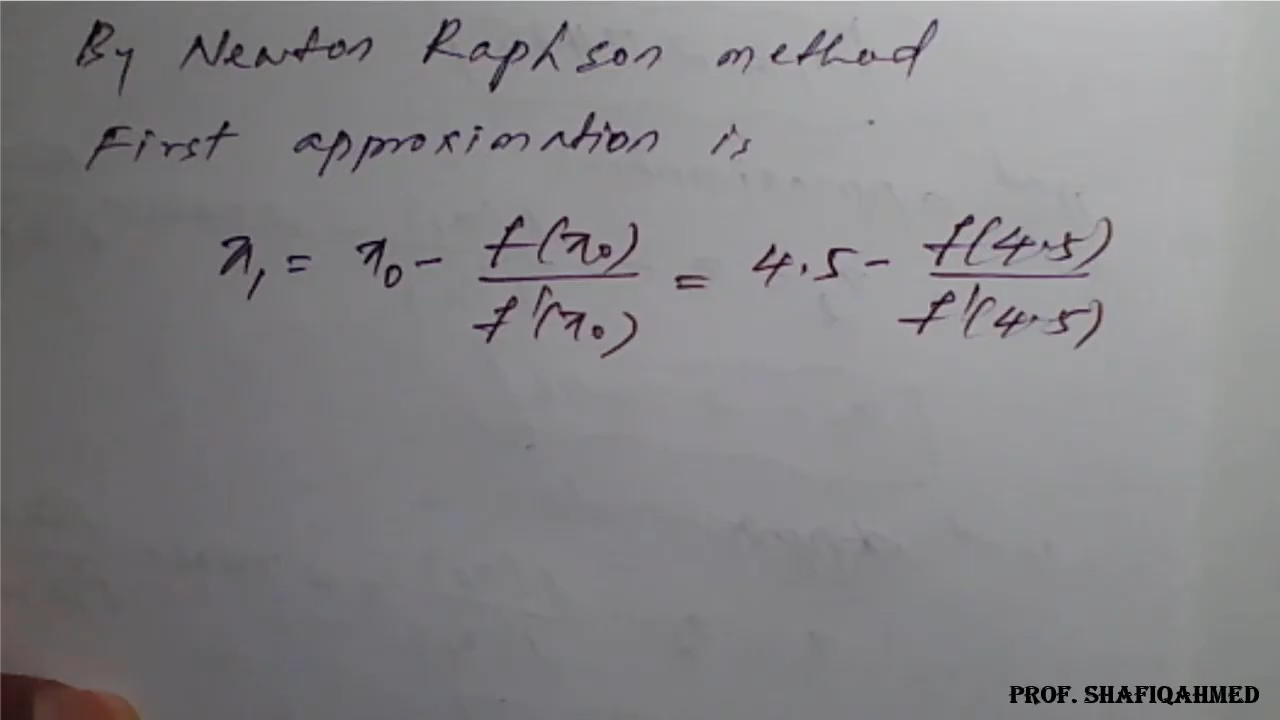 By Newton Raphson method
First approximation is
x₁ = x₀ - f(x₀)/f'(x₀) = 4.5 - f(4.5)/f'(4.5)
PROF. SHAFIQAHMED